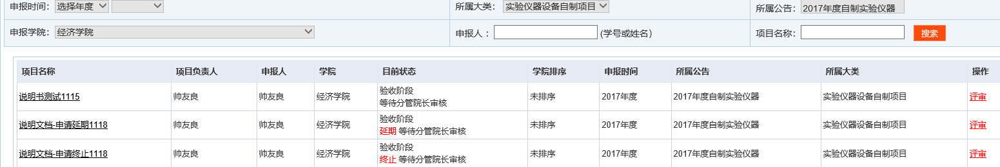 申报时间: 选择年度 所属大类: 实验仪器设备自制项目 所属公告: 2017年度自制实验仪器
申报学院: 经济学院 申报人 : (学号或姓名) 项目名称: 搜索
项目名称 项目负责人 申报人 学院 目前状态 学院排序 申报时间 所属公告 所属大类 操作
说明书测试1115 帅友良 帅友良 经济学院 验收阶段 未排序 2017年度 2017年度自制实验仪器 实验仪器设备自制项目 评审
等待分管院长审核
说明文档-申请延期1118 帅友良 帅友良 经济学院 验收阶段 未排序 2017年度 2017年度自制实验仪器 实验仪器设备自制项目 评审
延期 等待分管院长审核
说明文档-申请终止1118 帅友良 帅友良 经济学院 验收阶段 未排序 2017年度 2017年度自制实验仪器 实验仪器设备自制项目 评审
终止 等待分管院长审核